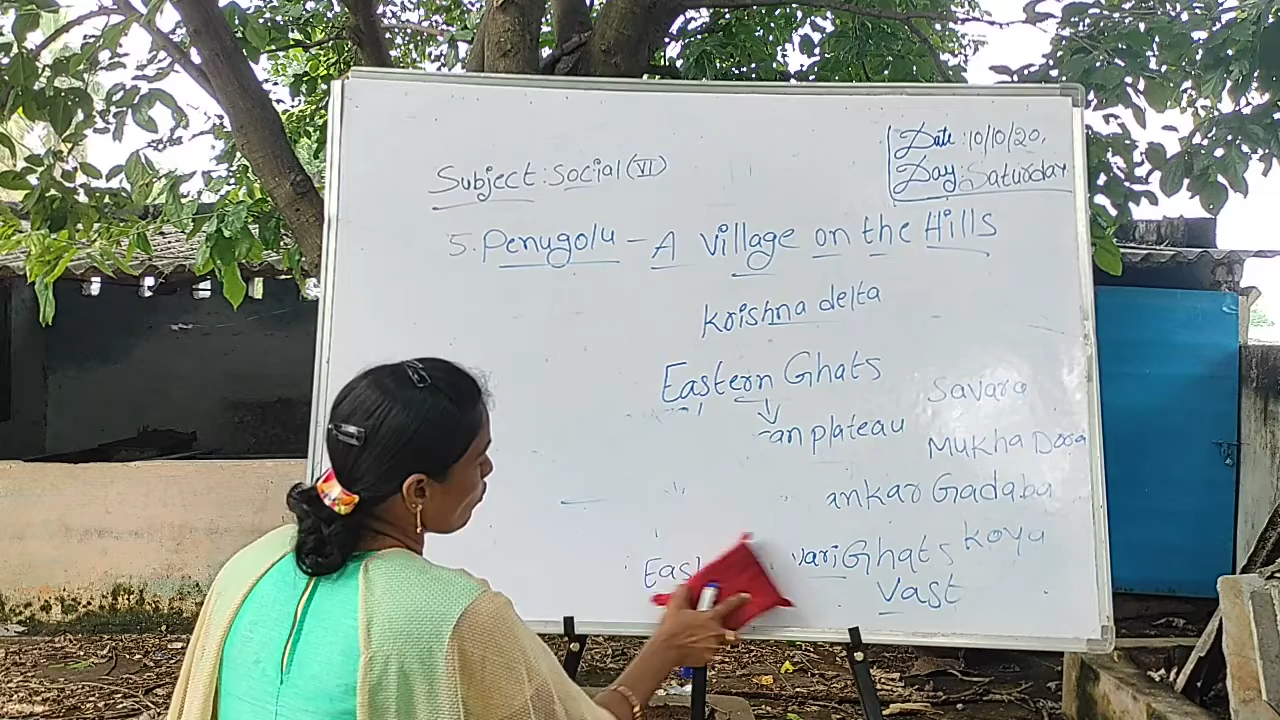 Date :10/10/20,
Day: Saturday
Subject: Social (VI)
5. Penugolu - A village on the Hills
Krishna delta
Eastern Ghats
Savara
an plateau
Mukha Dora
ankar Gadaba
Koya
East variGhats
Vast